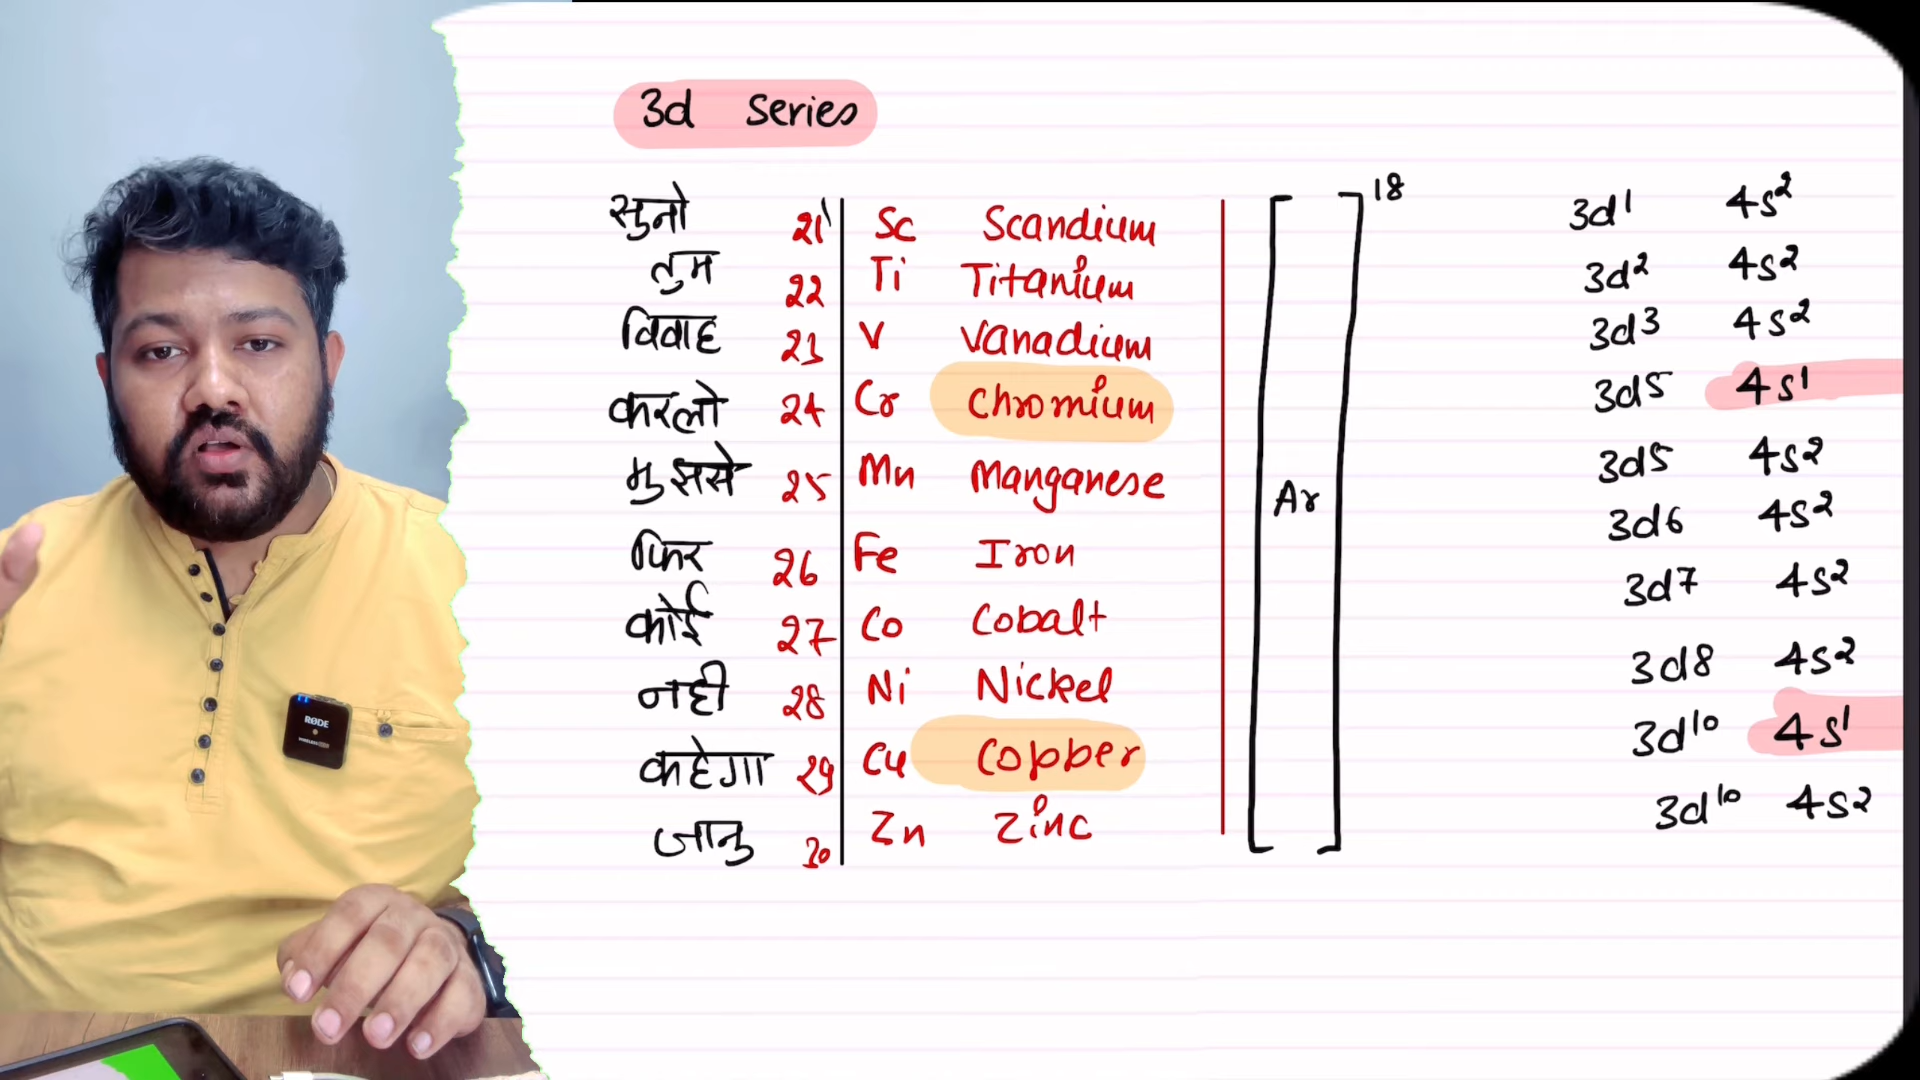 3d Series
18
सुनो 21 Sc Scandium 3d1 4s2
तुम 22 Ti Titanium 3d2 4s2
विवाह 23 V Vanadium 3d3 4s2
करलो 24 Cr Chromium 3d5 4s1
मुझसे 25 Mn Manganese Ar 3d5 4s2
फिर 26 Fe Iron 3d6 4s2
कोई 27 Co Cobalt 3d7 4s2
नही 28 Ni Nickel 3d8 4s2
कहेगा 29 Cu Copper 3d10 4s1
जानु 30 Zn Zinc 3d10 4s2
RØDE